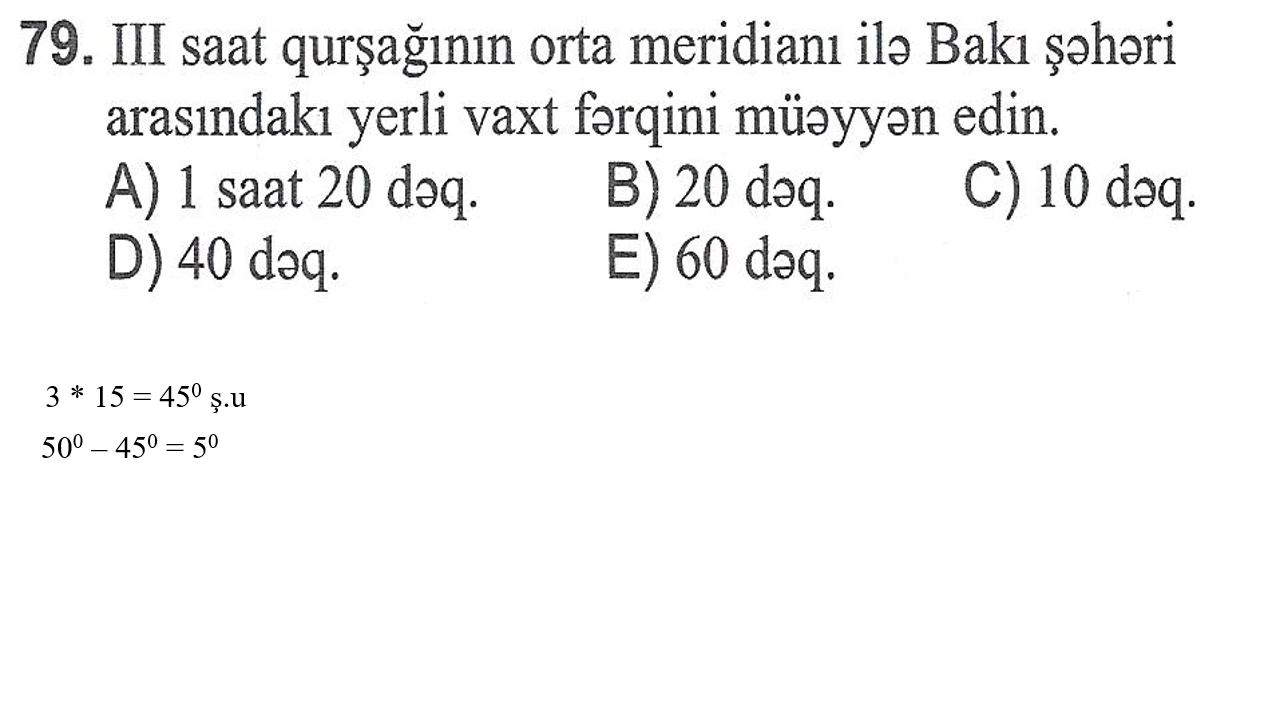 79. III saat qurşağının orta meridianı ilə Bakı şəhəri
arasındakı yerli vaxt fərqini müəyyən edin.
A) 1 saat 20 dəq. B) 20 dəq. C) 10 dəq.
D) 40 dəq. E) 60 dəq.
3 * 15 = 45⁰ ş.u
50⁰ – 45⁰ = 5⁰